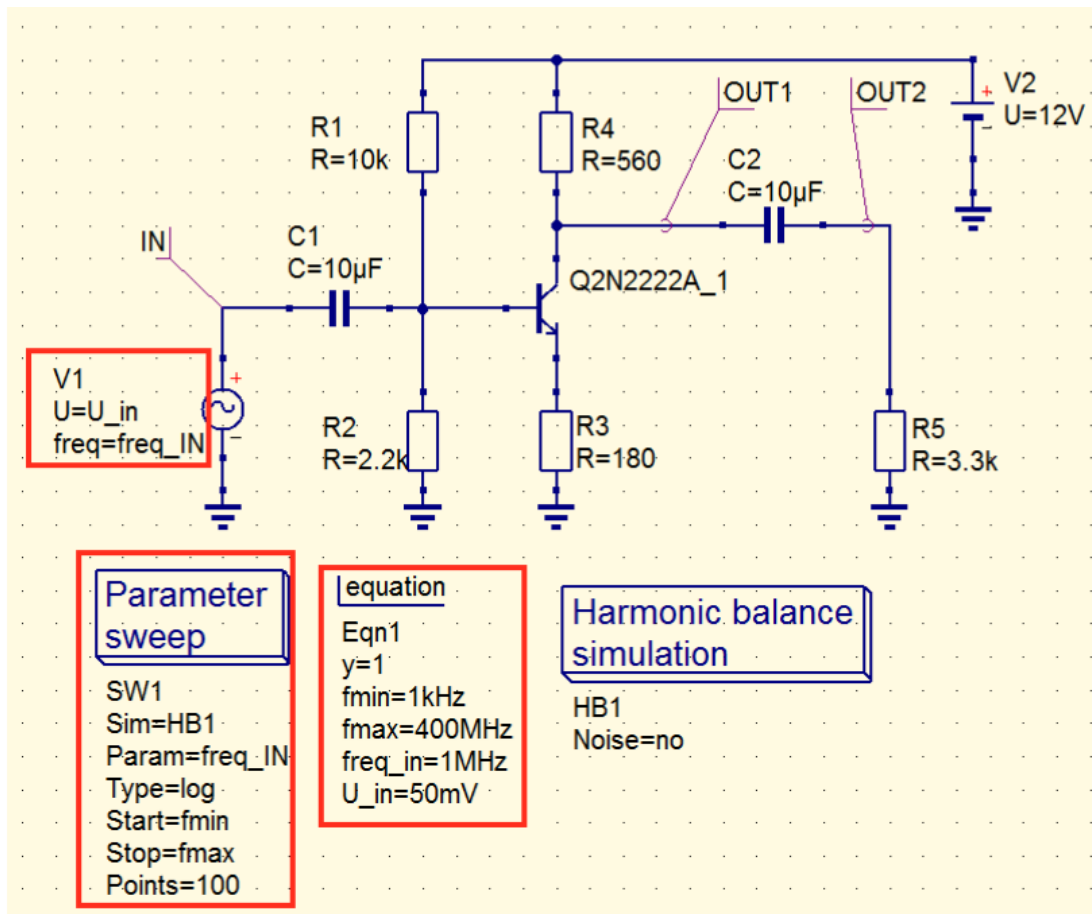 OUT1
OUT2
V2
U=12V
R1
R=10k
R4
R=560
C2
C=10µF
IN
C1
C=10µF
Q2N2222A_1
V1
U=U_in
freq=freq_IN
R2
R=2.2k
R3
R=180
R5
R=3.3k
Parameter
sweep
SW1
Sim=HB1
Param=freq_IN
Type=log
Start=fmin
Stop=fmax
Points=100
equation
Eqn1
y=1
fmin=1kHz
fmax=400MHz
freq_in=1MHz
U_in=50mV
Harmonic balance
simulation
HB1
Noise=no